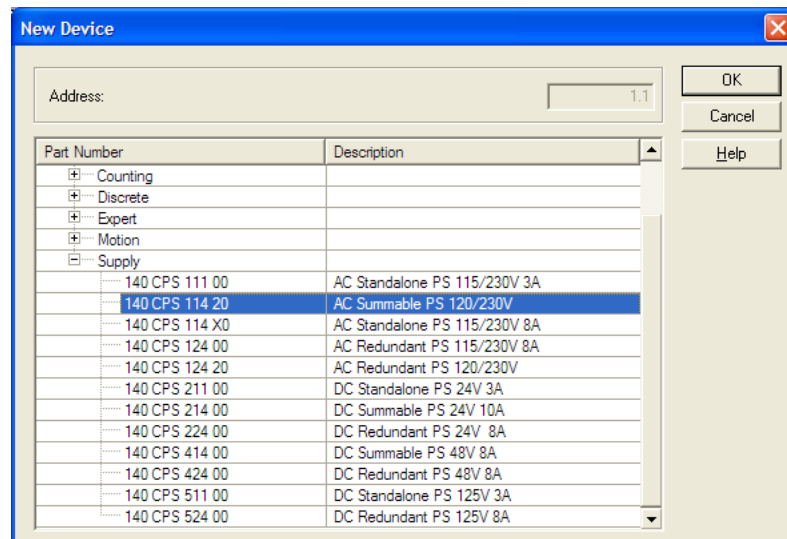 New Device
Address:
1.1
OK
Cancel
Help
Part Number Description
Counting
Discrete
Expert
Motion
Supply
140 CPS 111 00 AC Standalone PS 115/230V 3A
140 CPS 114 20 AC Summable PS 120/230V
140 CPS 114 X0 AC Standalone PS 115/230V 8A
140 CPS 124 00 AC Redundant PS 115/230V 8A
140 CPS 124 20 AC Redundant PS 120/230V
140 CPS 211 00 DC Standalone PS 24V 3A
140 CPS 214 00 DC Summable PS 24V 10A
140 CPS 224 00 DC Redundant PS 24V 8A
140 CPS 414 00 DC Summable PS 48V 8A
140 CPS 424 00 DC Redundant PS 48V 8A
140 CPS 511 00 DC Standalone PS 125V 3A
140 CPS 524 00 DC Redundant PS 125V 8A